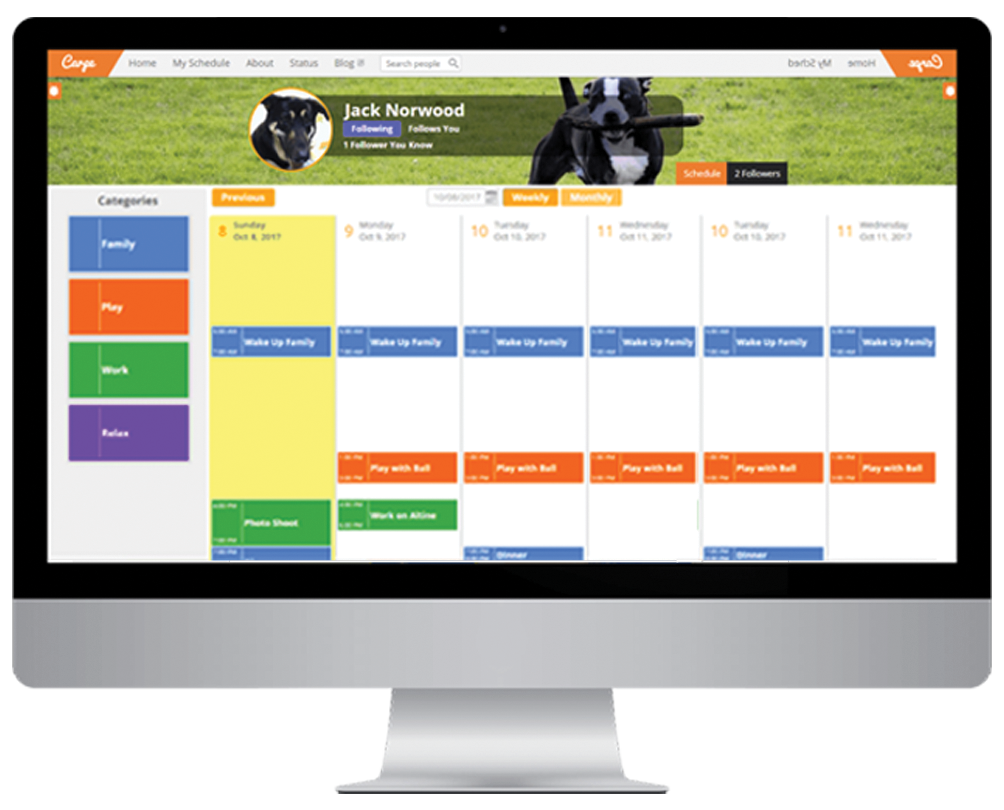 Carpe Home My Schedule About Status Blog It! Search people My Sched Home Carpe
Jack Norwood
Following Follows You
1 Follower You Know
Schedule 2 Followers
Categories Previous 10/08/2017 Weekly Monthly
Family
Play
Work
Relax
8 Sunday
Oct 8, 2017
9 Monday
Oct 9, 2017
10 Tuesday
Oct 10, 2017
11 Wednesday
Oct 11, 2017
10 Tuesday
Oct 10, 2017
11 Wednesday
Oct 11, 2017
Wake Up Family Wake Up Family Wake Up Family Wake Up Family Wake Up Family Wake Up Family
Play with Ball Play with Ball Play with Ball Play with Ball Play with Ball
Photo Shoot
Dinner Dinner